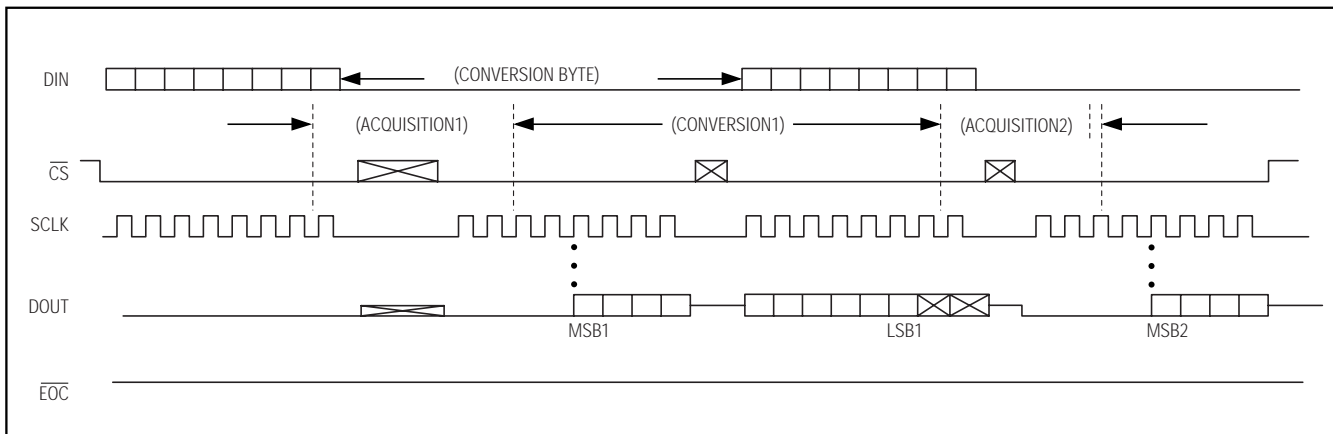 DIN
(CONVERSION BYTE)
(ACQUISITION1)
(CONVERSION1)
(ACQUISITION2)
CS
SCLK
DOUT
MSB1
LSB1
MSB2
EOC